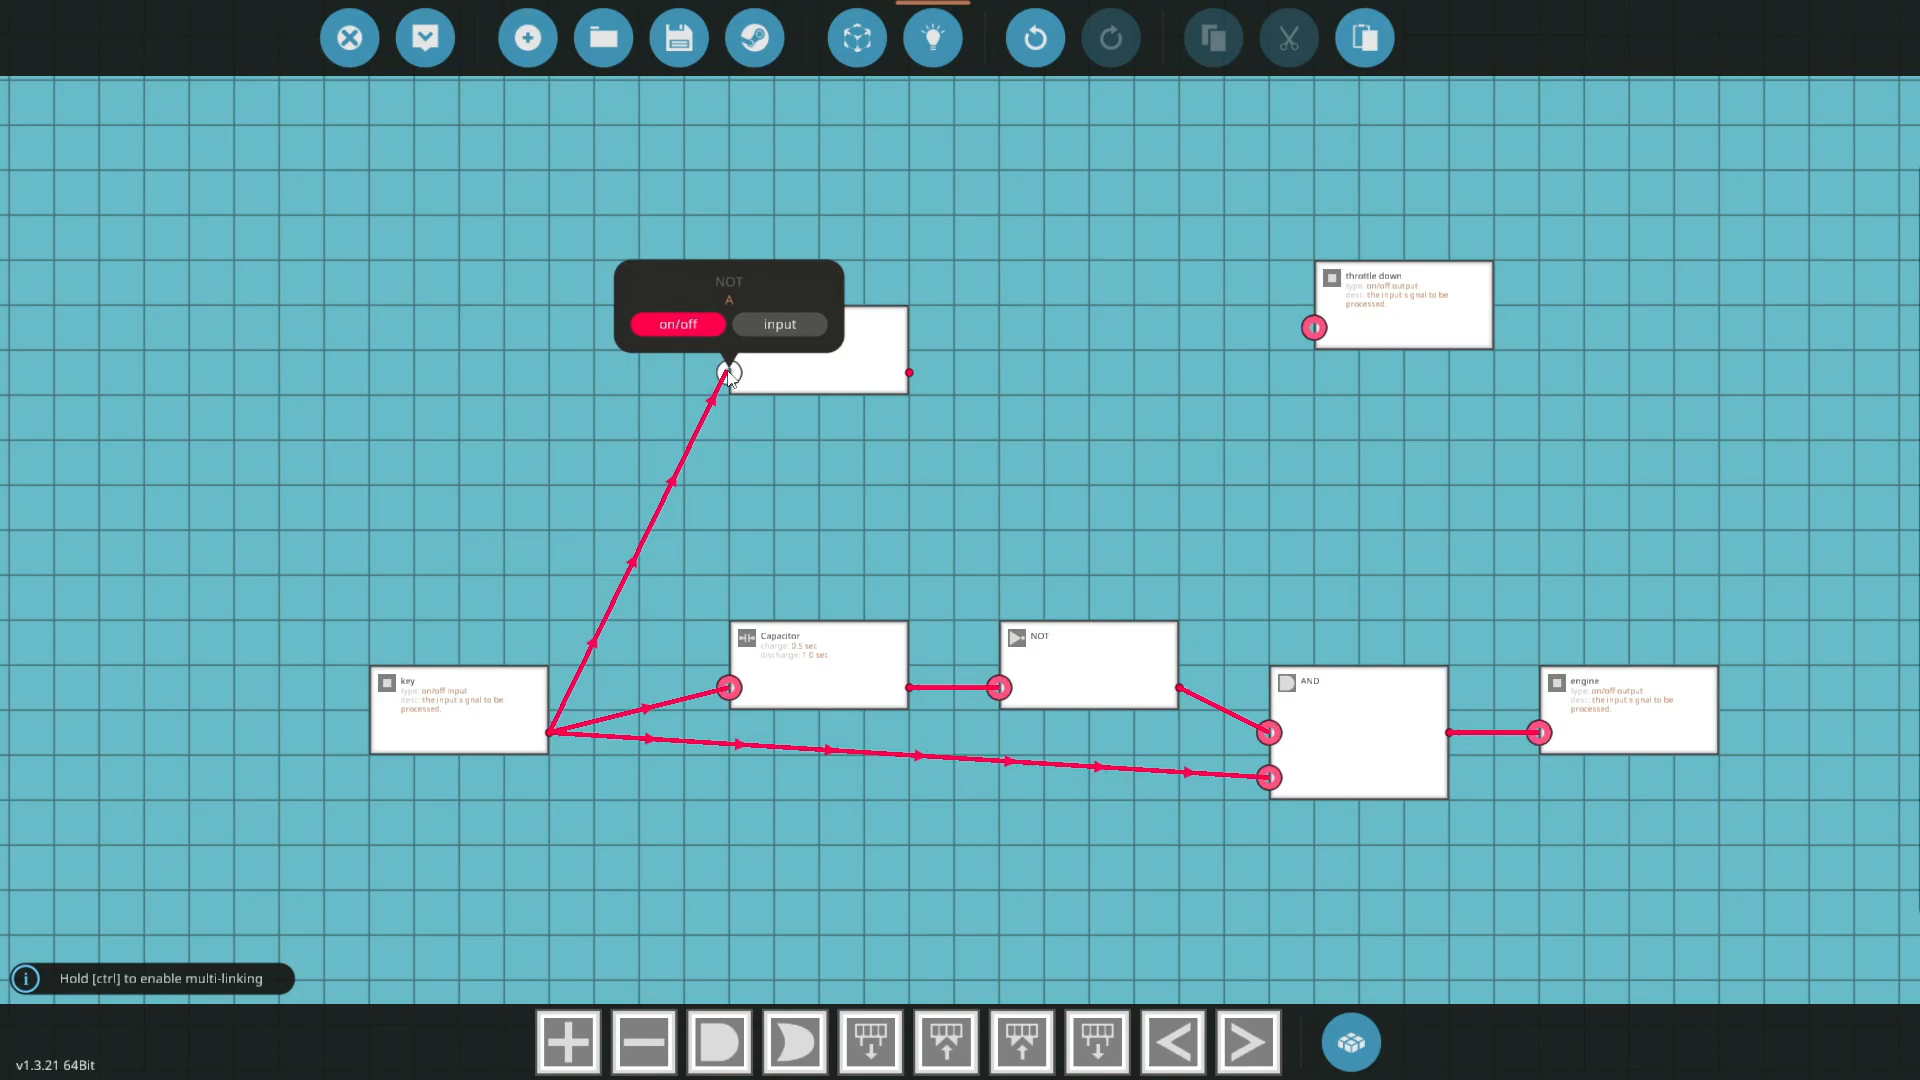 NOT
A
on/off input
throttle down
type: on/off output
desc: the input s gnal to be
processed.
Capacitor
charge: 0.5 sec
discharge: 1.0 sec
NOT
key
type: on/off input
desc: the input s gnal to be
processed.
AND
engine
type: on/off output
desc: the input s gnal to be
processed.
i Hold [ctrl] to enable multi-linking
v1.3.21 64Bit